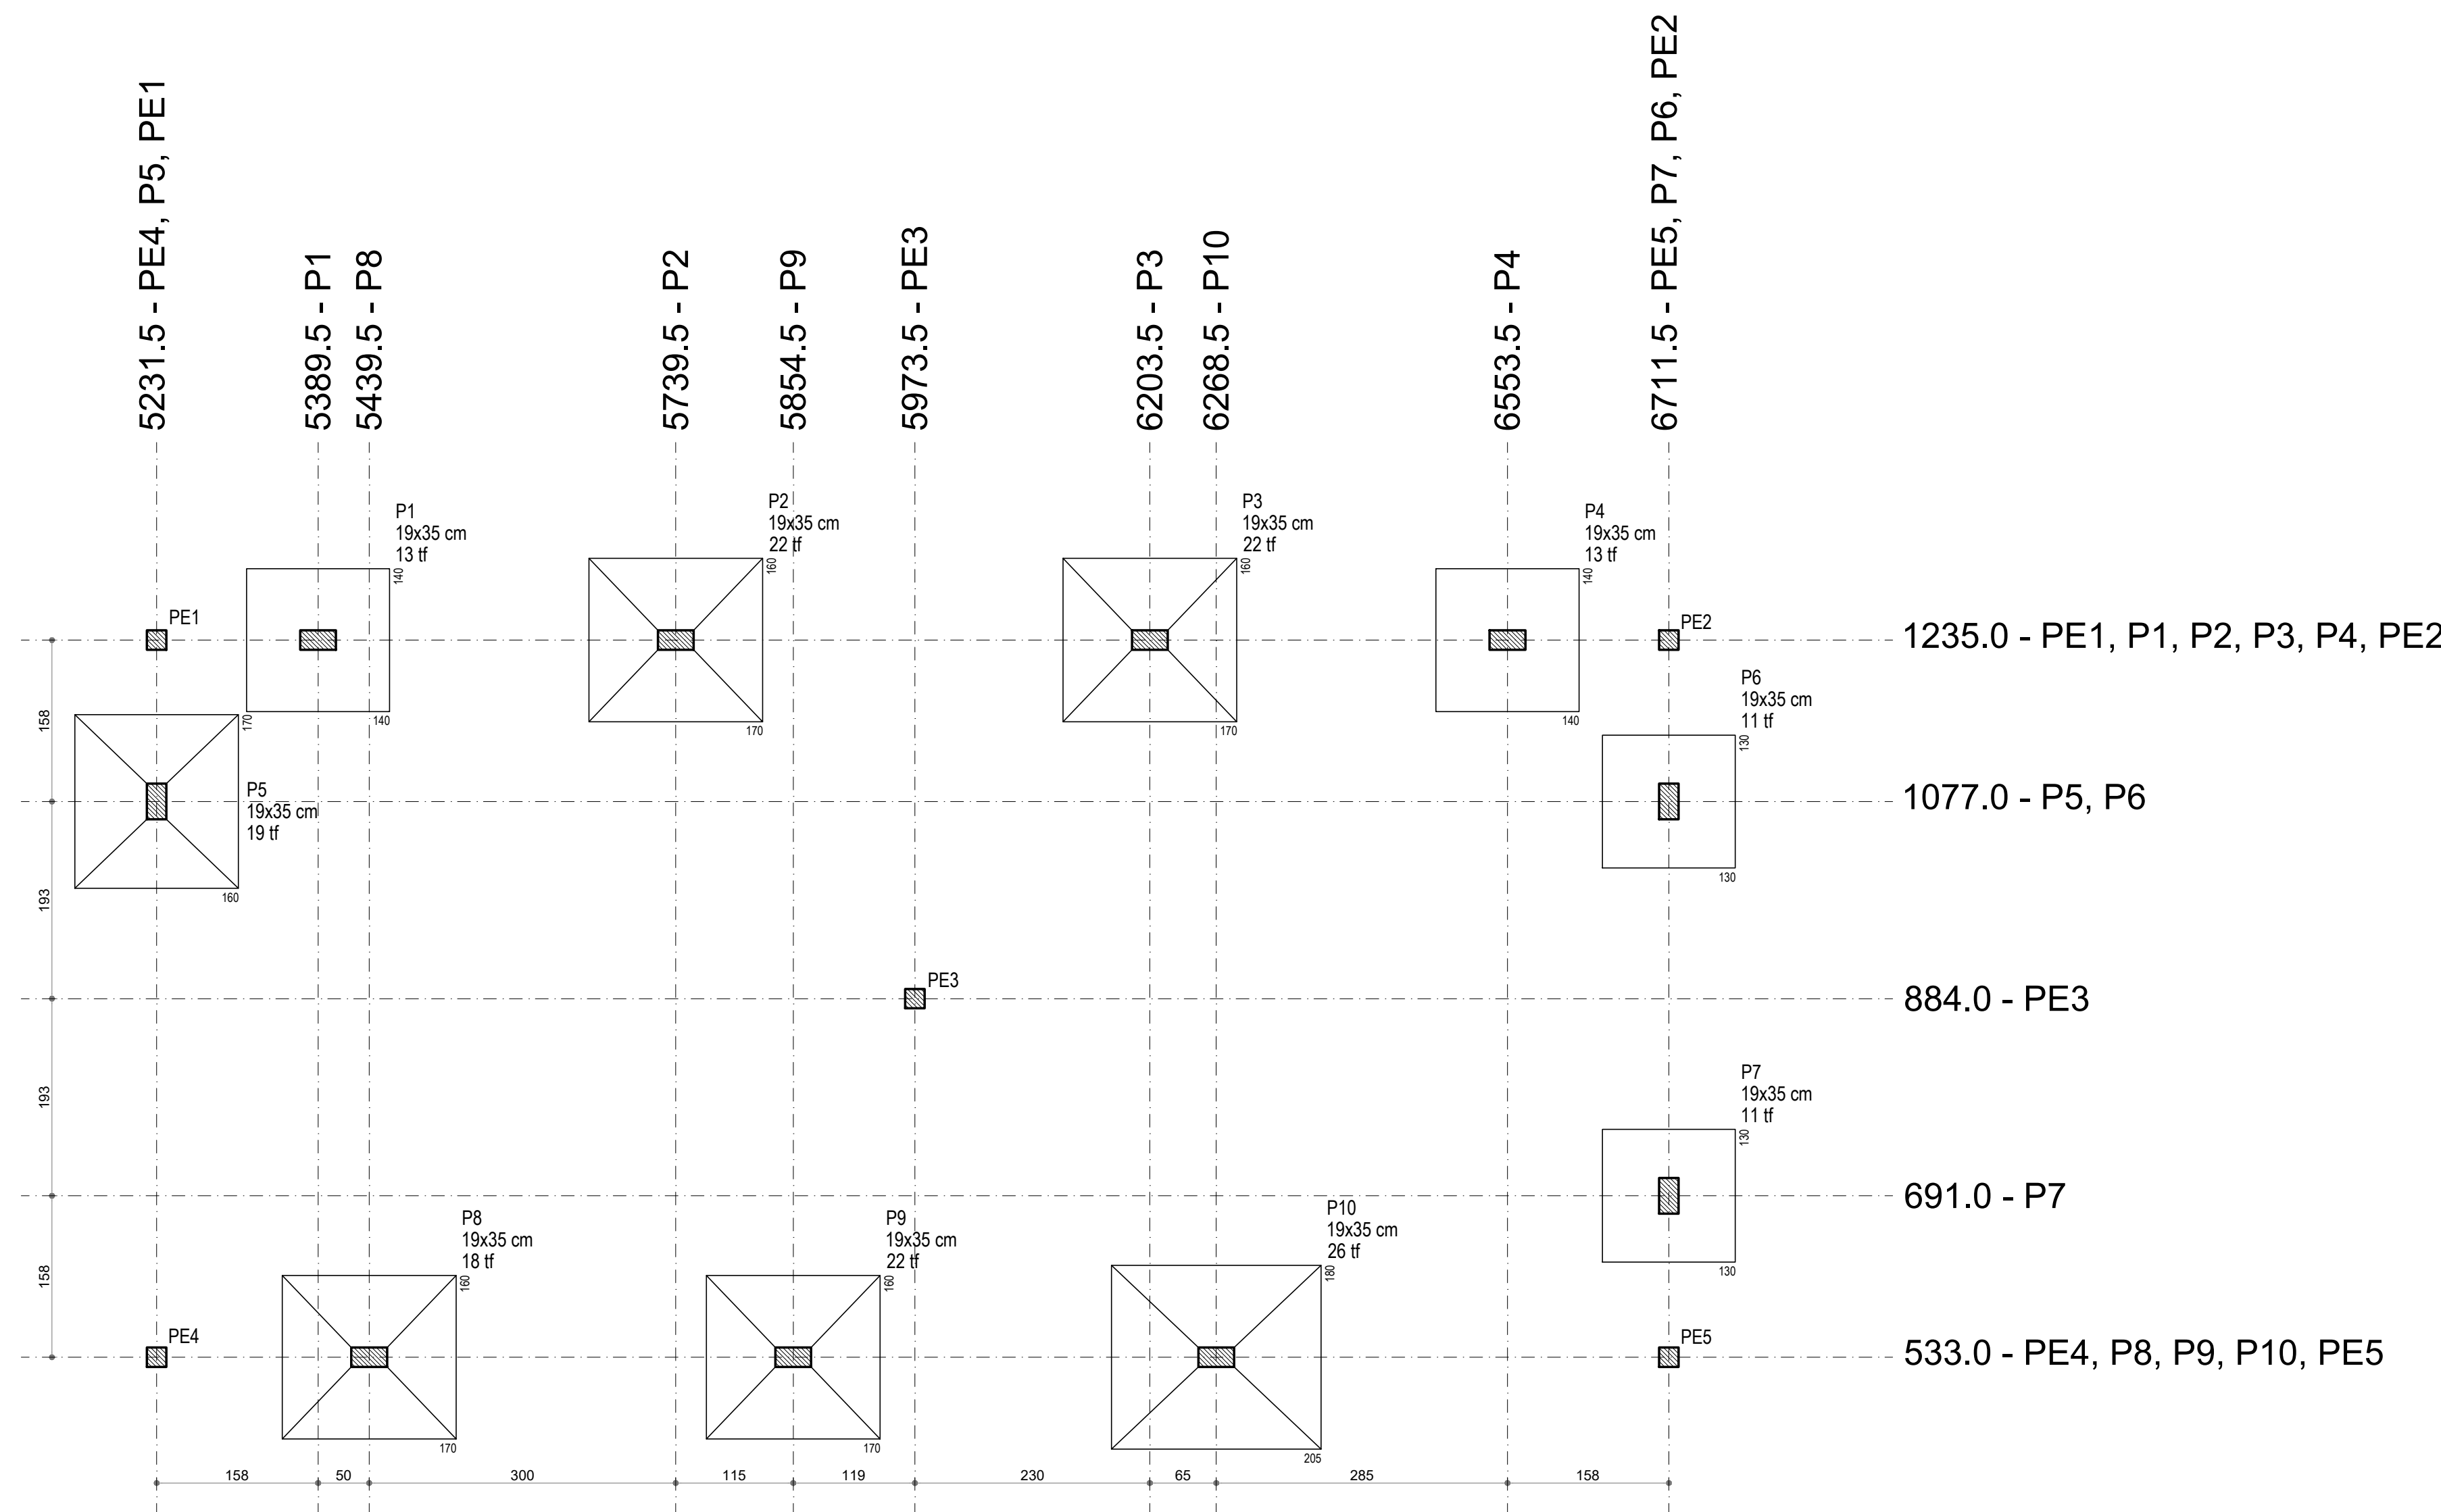 5231.5 - PE4, P5, PE1
5389.5 - P1
5439.5 - P8
5739.5 - P2
5854.5 - P9
5973.5 - PE3
6203.5 - P3
6268.5 - P10
6553.5 - P4
6711.5 - PE5, P7, P6, PE2
P1
19x35 cm
13 tf
140
140
P2
19x35 cm
22 tf
160
170
P3
19x35 cm
22 tf
160
170
P4
19x35 cm
13 tf
140
140
PE1
PE2
1235.0 - PE1, P1, P2, P3, P4, PE2
P6
19x35 cm
11 tf
130
130
158
170
P5
19x35 cm
19 tf
160
1077.0 - P5, P6
193
PE3
884.0 - PE3
193
P7
19x35 cm
11 tf
130
130
691.0 - P7
158
P8
19x35 cm
18 tf
160
170
P9
19x35 cm
22 tf
160
170
P10
19x35 cm
26 tf
180
205
PE4
PE5
533.0 - PE4, P8, P9, P10, PE5
158
50
300
115
119
230
65
285
158